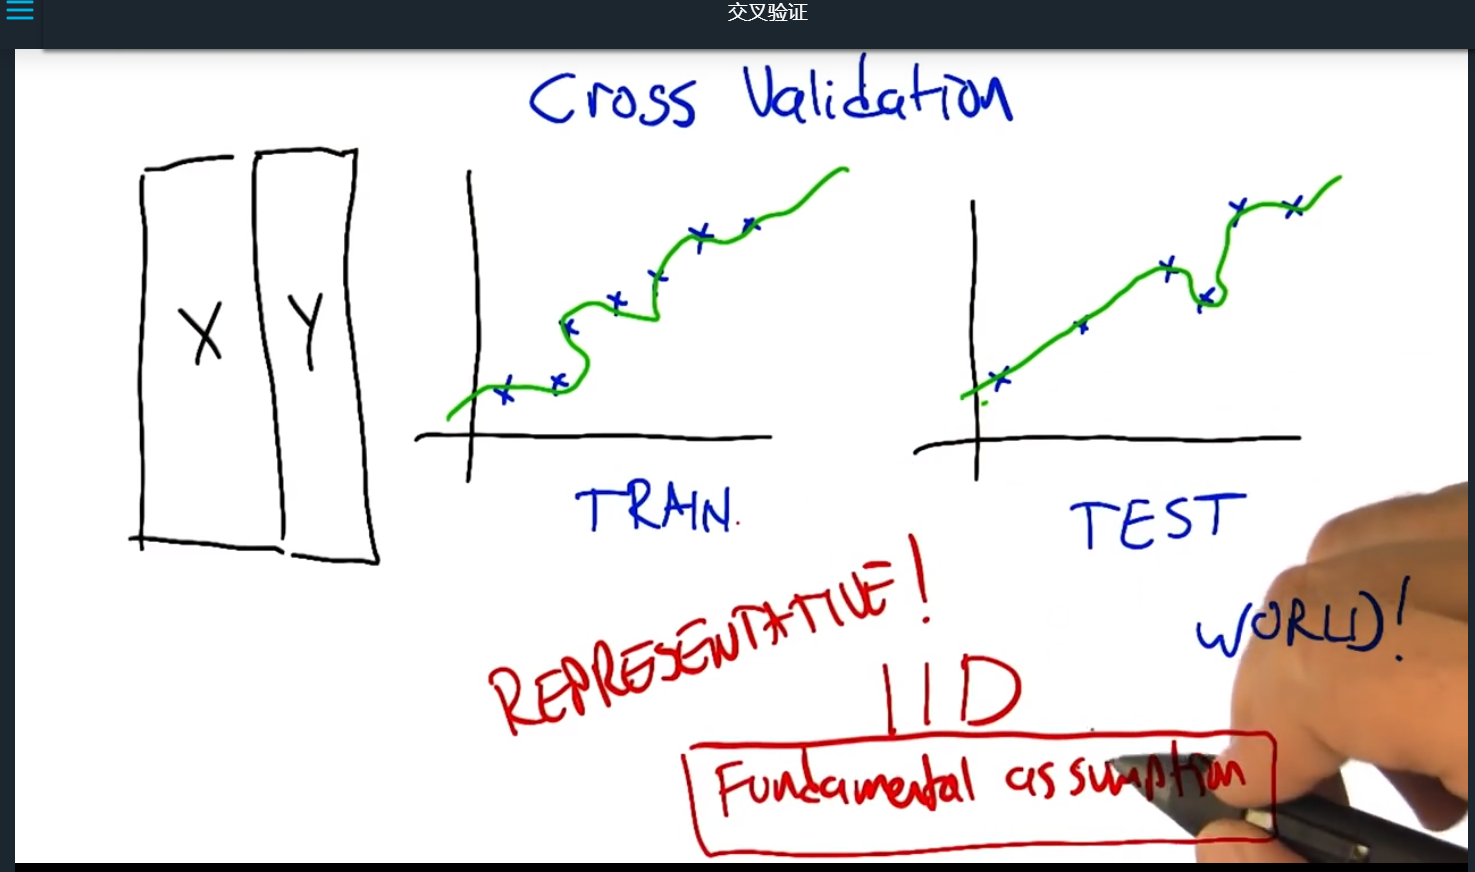 交叉验证
Cross Validation
X Y
TRAIN.
TEST
REPRESENTATIVE!
WORLD!
IID
Fundamental assumption